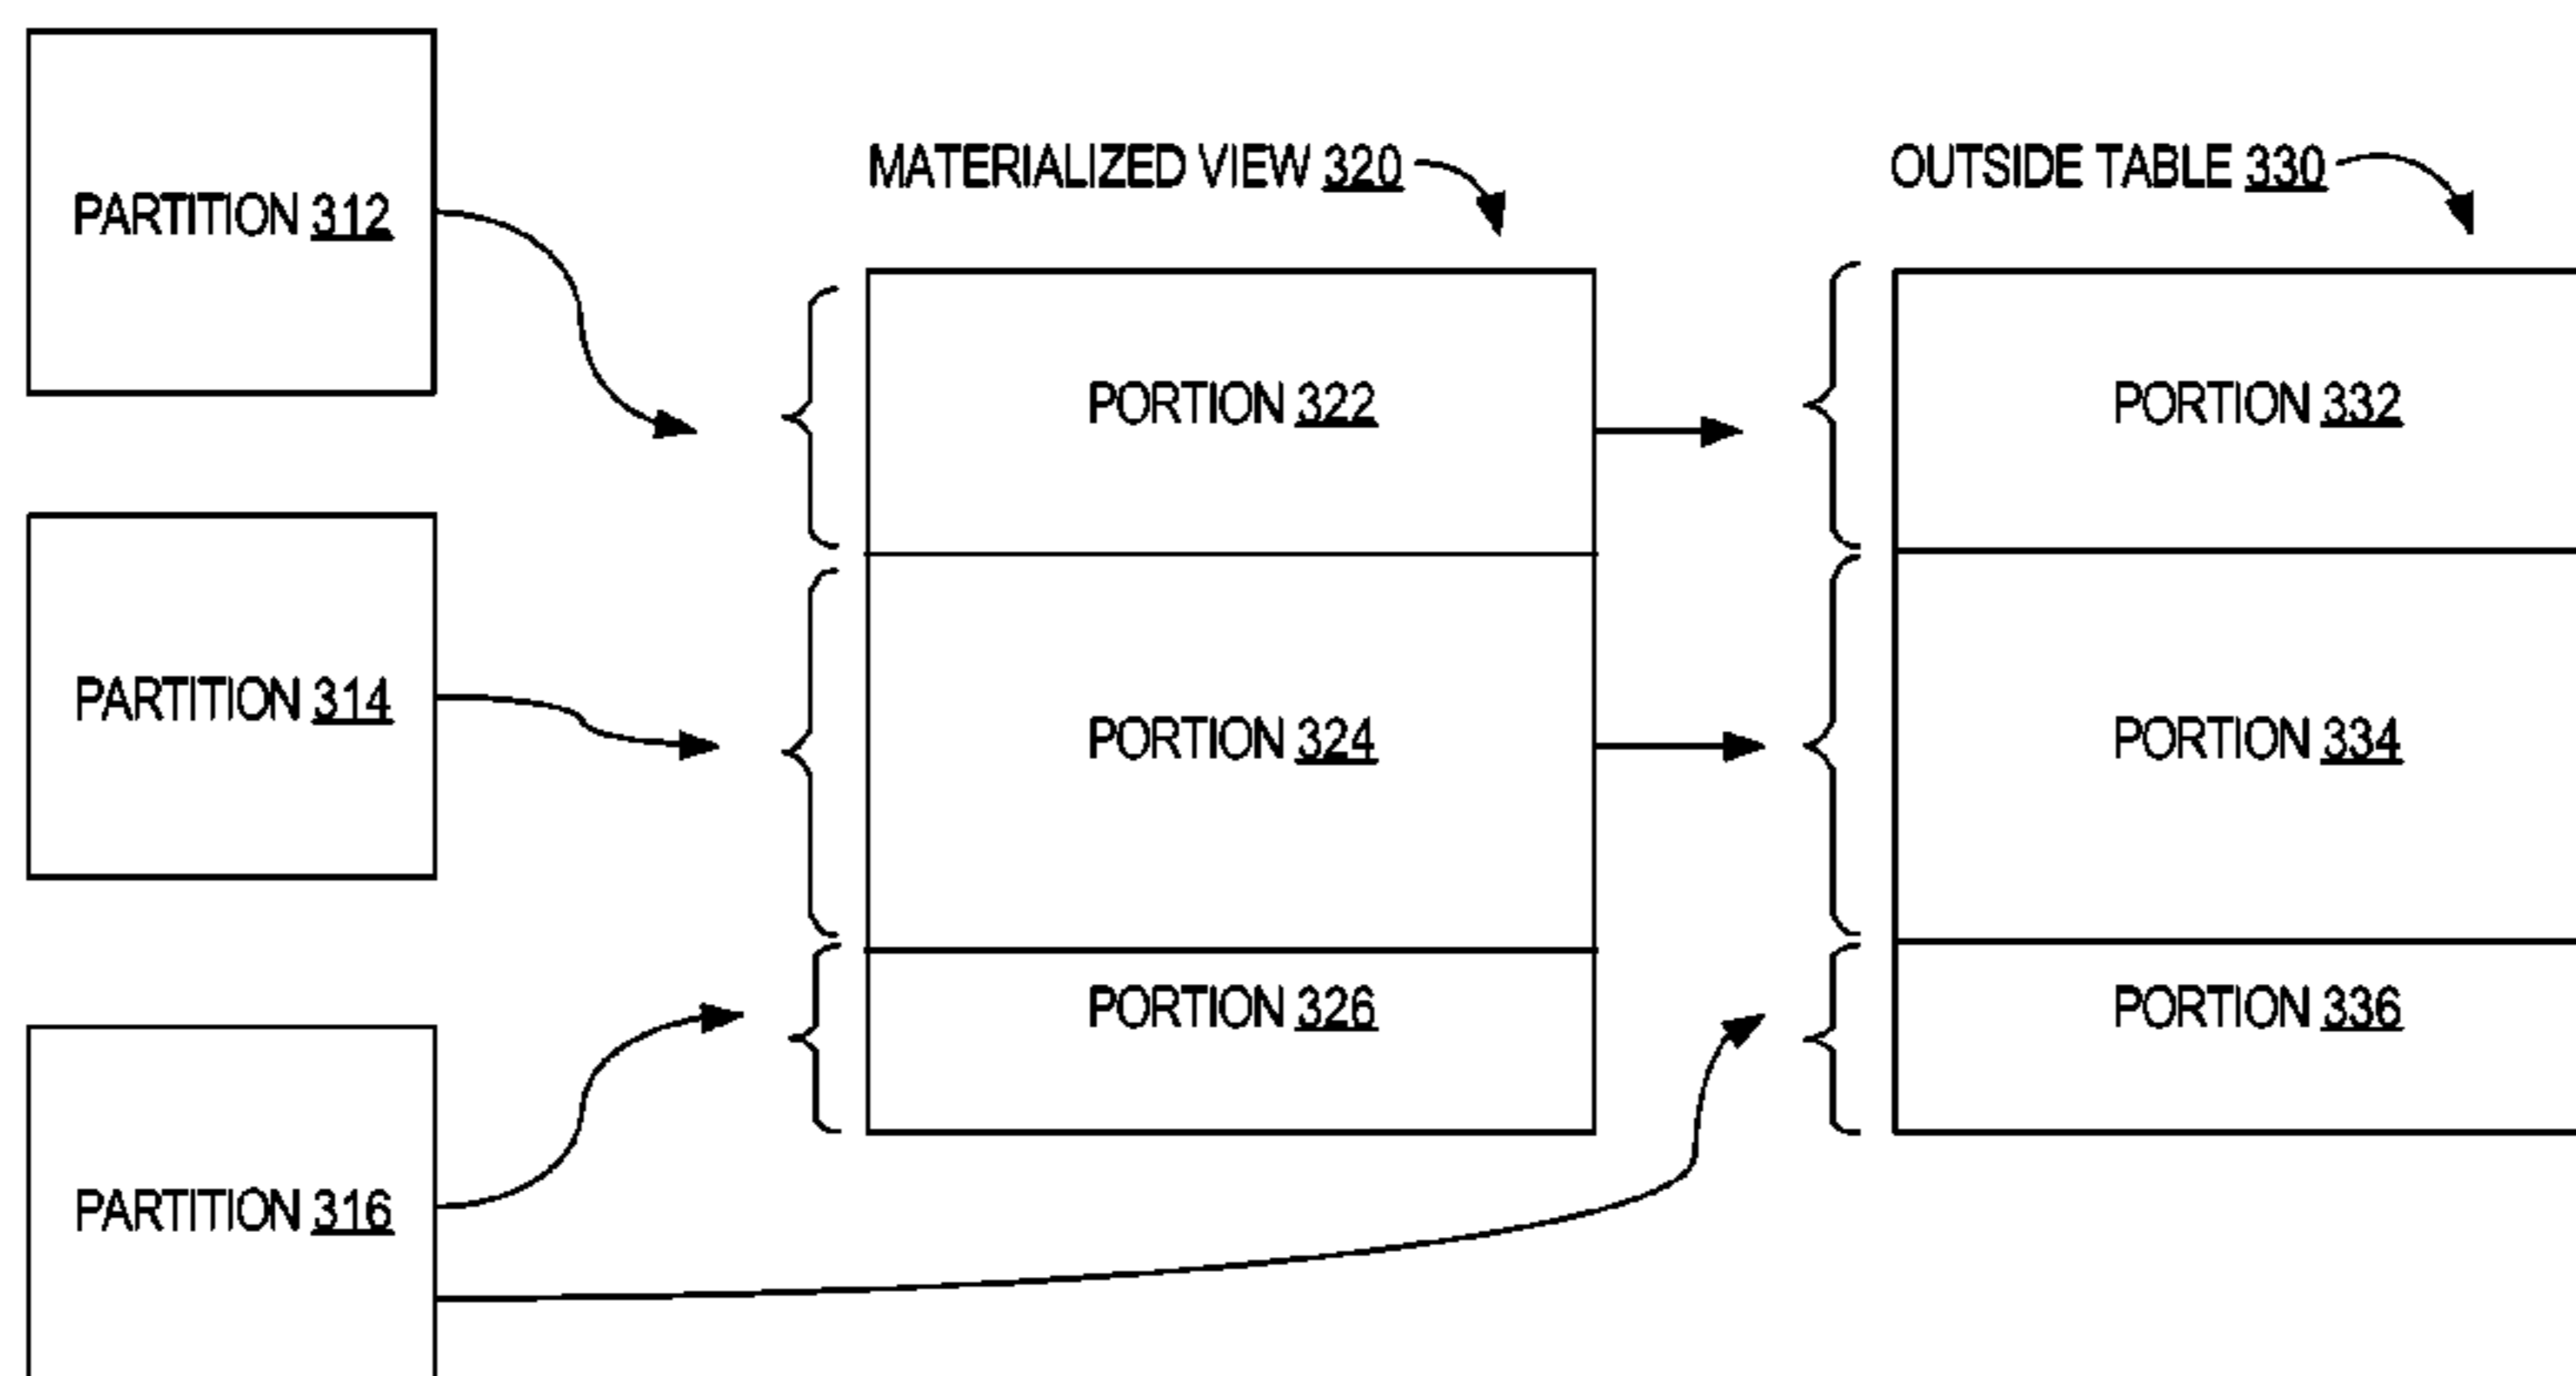 PARTITION 312
MATERIALIZED VIEW 320
OUTSIDE TABLE 330
PORTION 322
PORTION 332
PARTITION 314
PORTION 324
PORTION 334
PORTION 326
PORTION 336
PARTITION 316